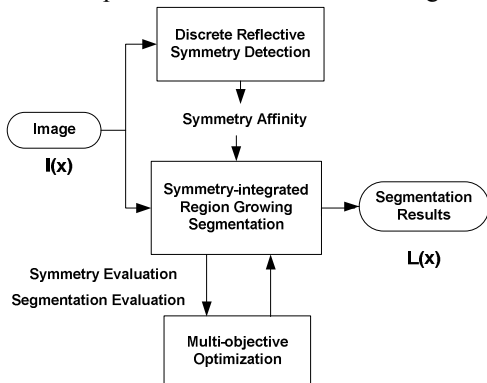 Discrete Reflective
Symmetry Detection
Symmetry Affinity
Image
I(x)
Symmetry-integrated
Region Growing
Segmentation
Segmentation
Results
L(x)
Symmetry Evaluation
Segmentation Evaluation
Multi-objective
Optimization